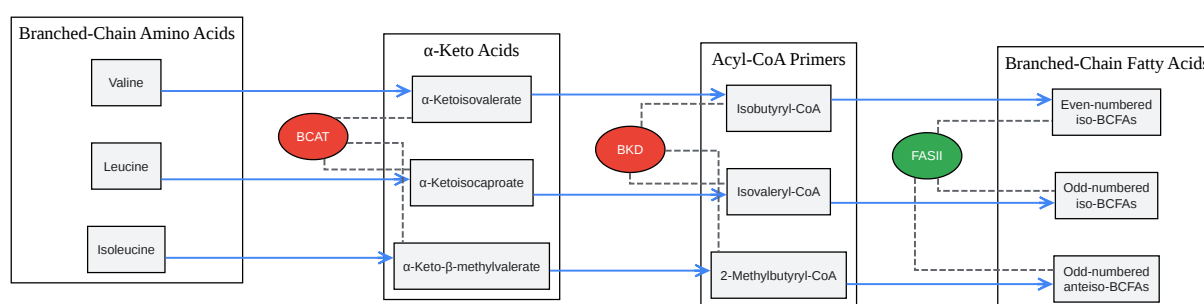 Branched-Chain Amino Acids
Valine
Leucine
Isoleucine
BCAT
α-Keto Acids
α-Ketoisovalerate
α-Ketoisocaproate
α-Keto-β-methylvalerate
BKD
Acyl-CoA Primers
Isobutyryl-CoA
Isovaleryl-CoA
2-Methylbutyryl-CoA
FASII
Branched-Chain Fatty Acids
Even-numbered
iso-BCFAs
Odd-numbered
iso-BCFAs
Odd-numbered
anteiso-BCFAs